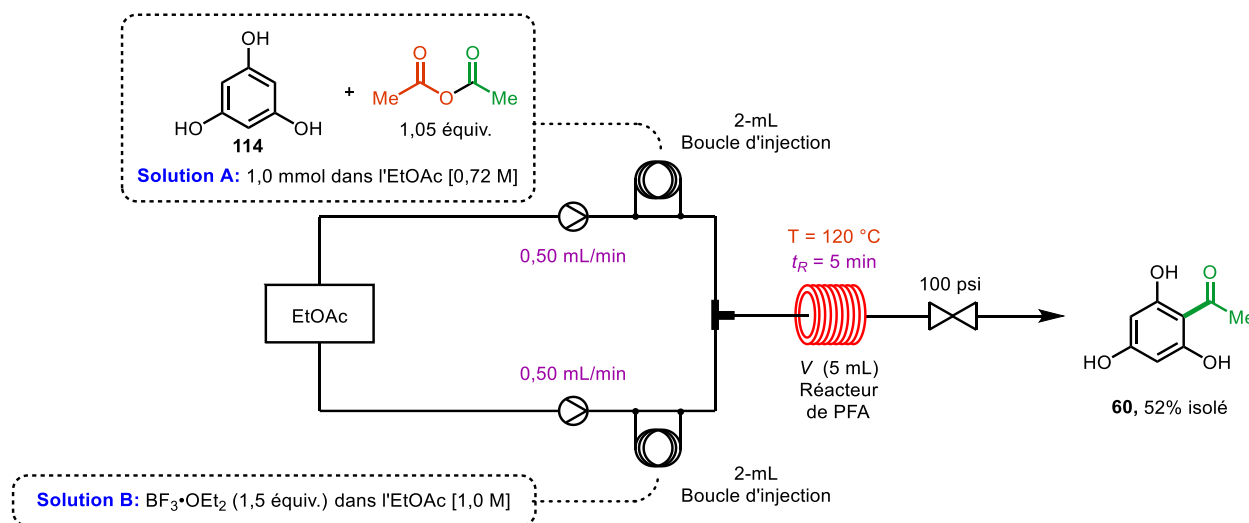 OH
HO
OH
114
+
O
O
Me
O
Me
1,05 équiv.
Solution A: 1,0 mmol dans l'EtOAc [0,72 M]
2-mL
Boucle d'injection
0,50 mL/min
EtOAc
0,50 mL/min
T = 120 °C
tR = 5 min
V (5 mL)
Réacteur
de PFA
100 psi
OH
O
Me
HO
OH
60, 52% isolé
2-mL
Boucle d'injection
Solution B: BF3•OEt2 (1,5 équiv.) dans l'EtOAc [1,0 M]